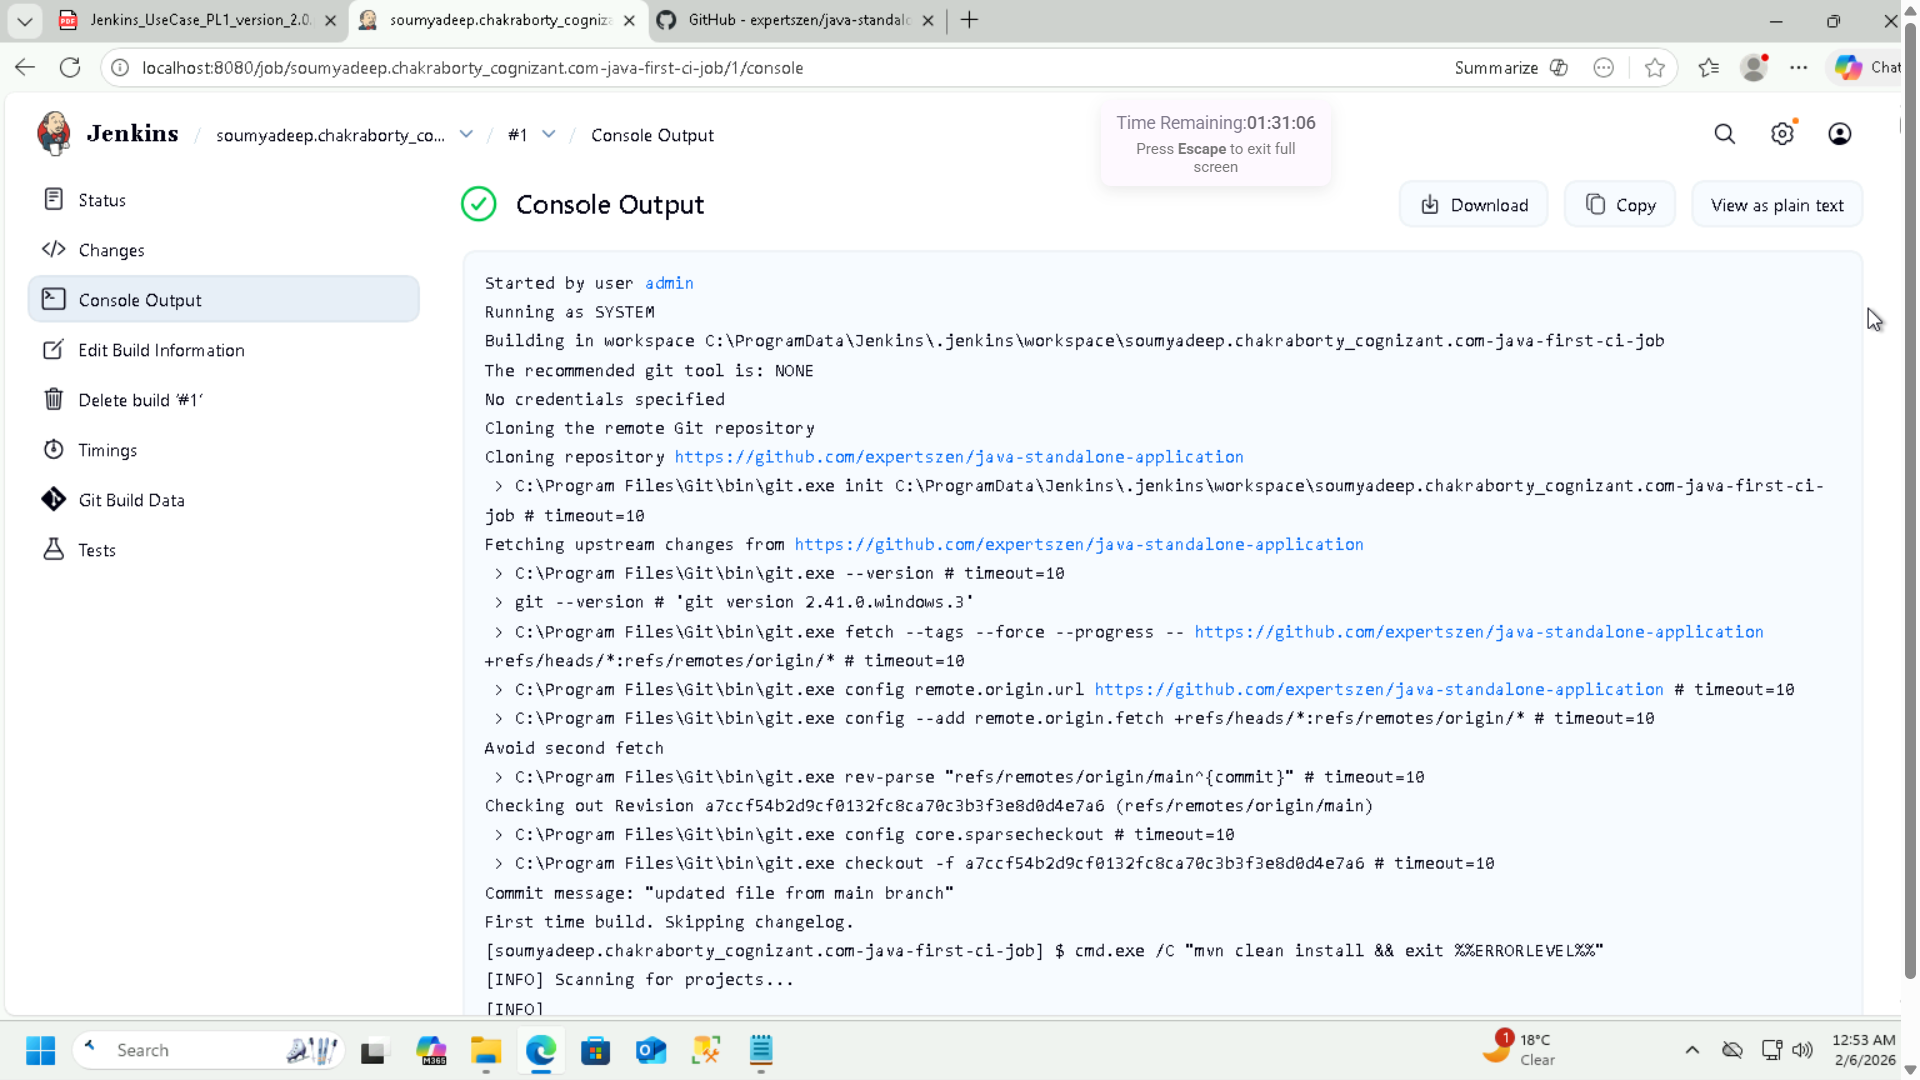 Jenkins_UseCase_PL1_version_2.0.
soumyadeep.chakraborty_cogniza
GitHub - expertszen/java-standalo
localhost:8080/job/soumyadeep.chakraborty_cognizant.com-java-first-ci-job/1/console
Summarize
Chat
Jenkins / soumyadeep.chakraborty_co... / #1 / Console Output
Time Remaining:01:31:06
Press Escape to exit full
screen
Status
Changes
Console Output
Edit Build Information
Delete build '#1'
Timings
Git Build Data
Tests
Console Output
Download
Copy
View as plain text
Started by user admin
Running as SYSTEM
Building in workspace C:\ProgramData\Jenkins\.jenkins\workspace\soumyadeep.chakraborty_cognizant.com-java-first-ci-job
The recommended git tool is: NONE
No credentials specified
Cloning the remote Git repository
Cloning repository https://github.com/expertszen/java-standalone-application
> C:\Program Files\Git\bin\git.exe init C:\ProgramData\Jenkins\.jenkins\workspace\soumyadeep.chakraborty_cognizant.com-java-first-ci-
job # timeout=10
Fetching upstream changes from https://github.com/expertszen/java-standalone-application
> C:\Program Files\Git\bin\git.exe --version # timeout=10
> git --version # 'git version 2.41.0.windows.3'
> C:\Program Files\Git\bin\git.exe fetch --tags --force --progress -- https://github.com/expertszen/java-standalone-application
+refs/heads/*:refs/remotes/origin/* # timeout=10
> C:\Program Files\Git\bin\git.exe config remote.origin.url https://github.com/expertszen/java-standalone-application # timeout=10
> C:\Program Files\Git\bin\git.exe config --add remote.origin.fetch +refs/heads/*:refs/remotes/origin/* # timeout=10
Avoid second fetch
> C:\Program Files\Git\bin\git.exe rev-parse "refs/remotes/origin/main^{commit}" # timeout=10
Checking out Revision a7ccf54b2d9cf0132fc8ca70c3b3f3e8d0d4e7a6 (refs/remotes/origin/main)
> C:\Program Files\Git\bin\git.exe config core.sparsecheckout # timeout=10
> C:\Program Files\Git\bin\git.exe checkout -f a7ccf54b2d9cf0132fc8ca70c3b3f3e8d0d4e7a6 # timeout=10
Commit message: "updated file from main branch"
First time build. Skipping changelog.
[soumyadeep.chakraborty_cognizant.com-java-first-ci-job] $ cmd.exe /C "mvn clean install && exit %%ERRORLEVEL%%"
[INFO] Scanning for projects...
[INFO]
Search
M365
1
18°C
Clear
12:53 AM
2/6/2026